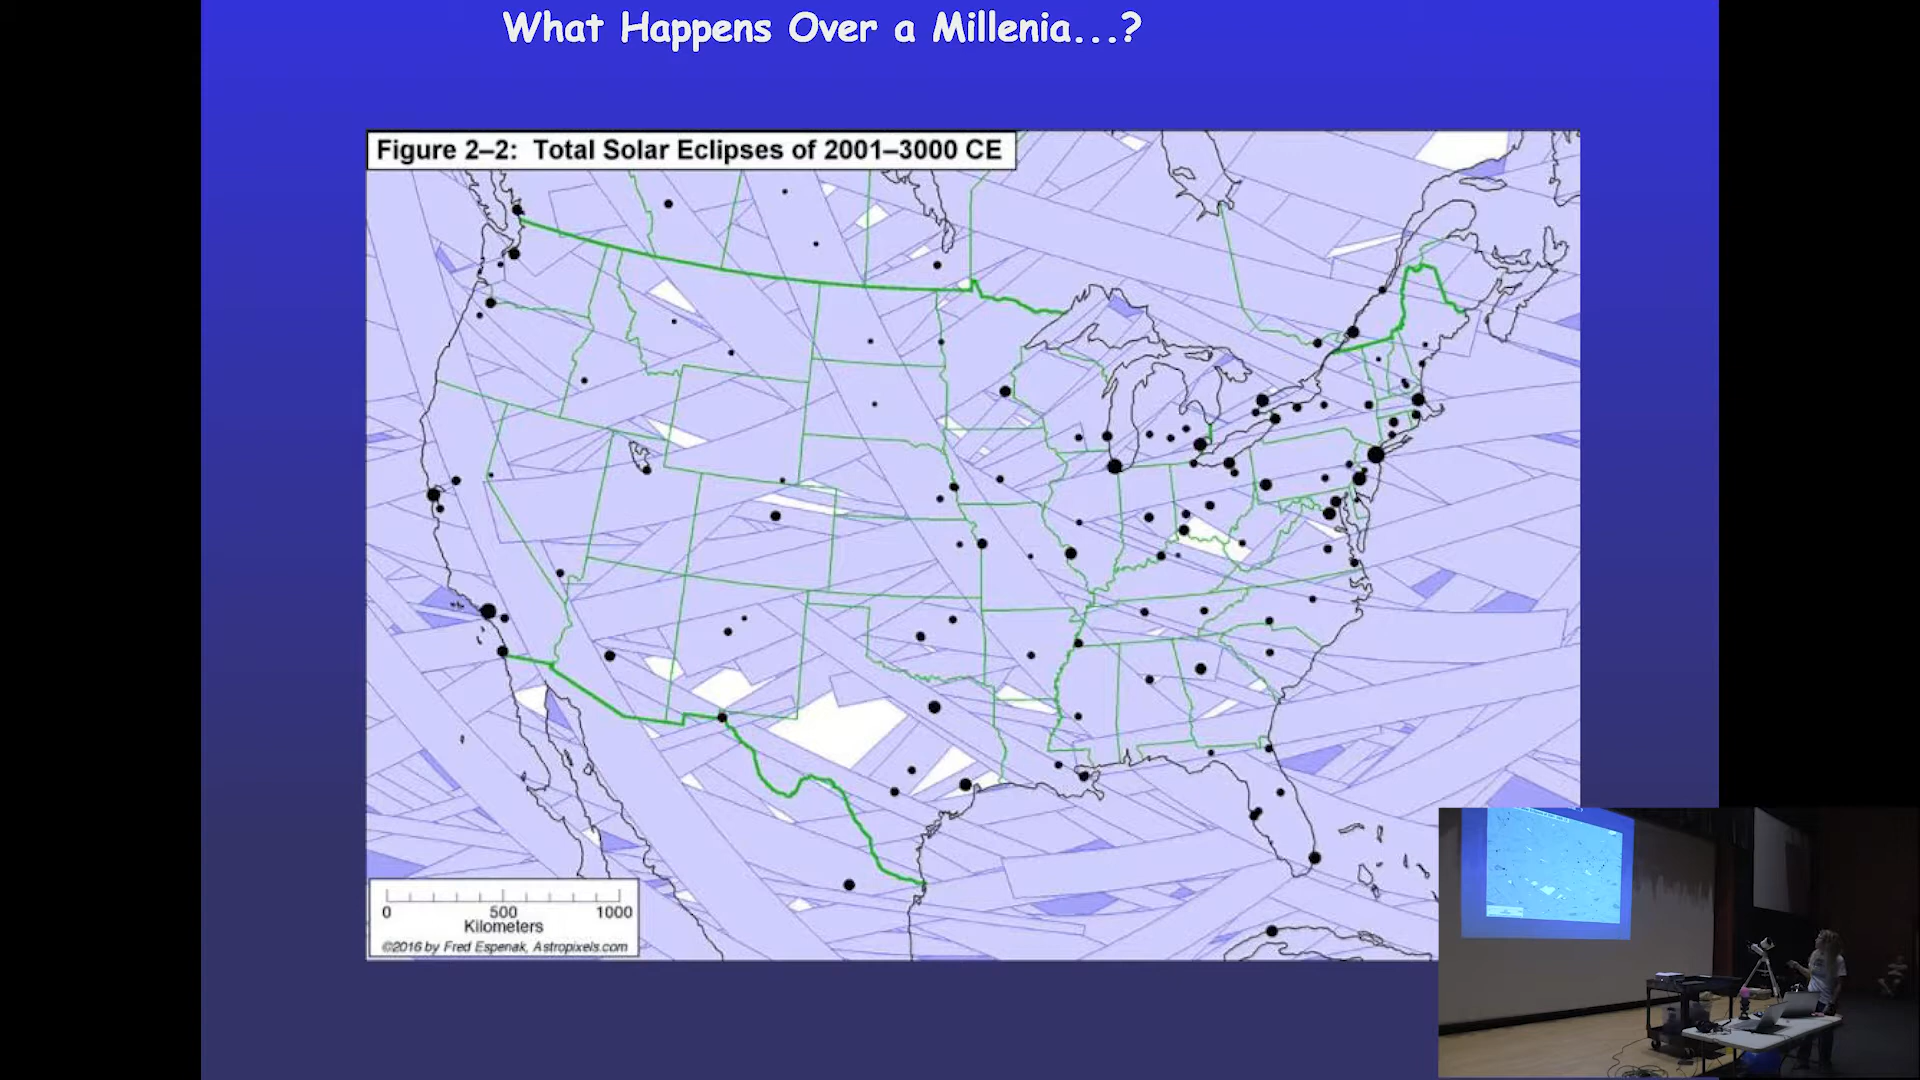 What Happens Over a Millenia...?
Figure 2–2: Total Solar Eclipses of 2001–3000 CE
0 500 1000
Kilometers
©2016 by Fred Espenak, Astropixels.com